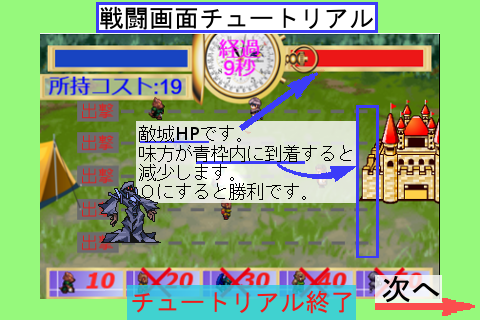 戦闘画面チュートリアル
経過
9秒
所持コスト:19
出撃
出撃
敵城HPです。
味方が青枠内に到着すると
減少します。
0にすると勝利です。
出撃
出撃
出撃
10 20 30 40
次へ
チュートリアル終了